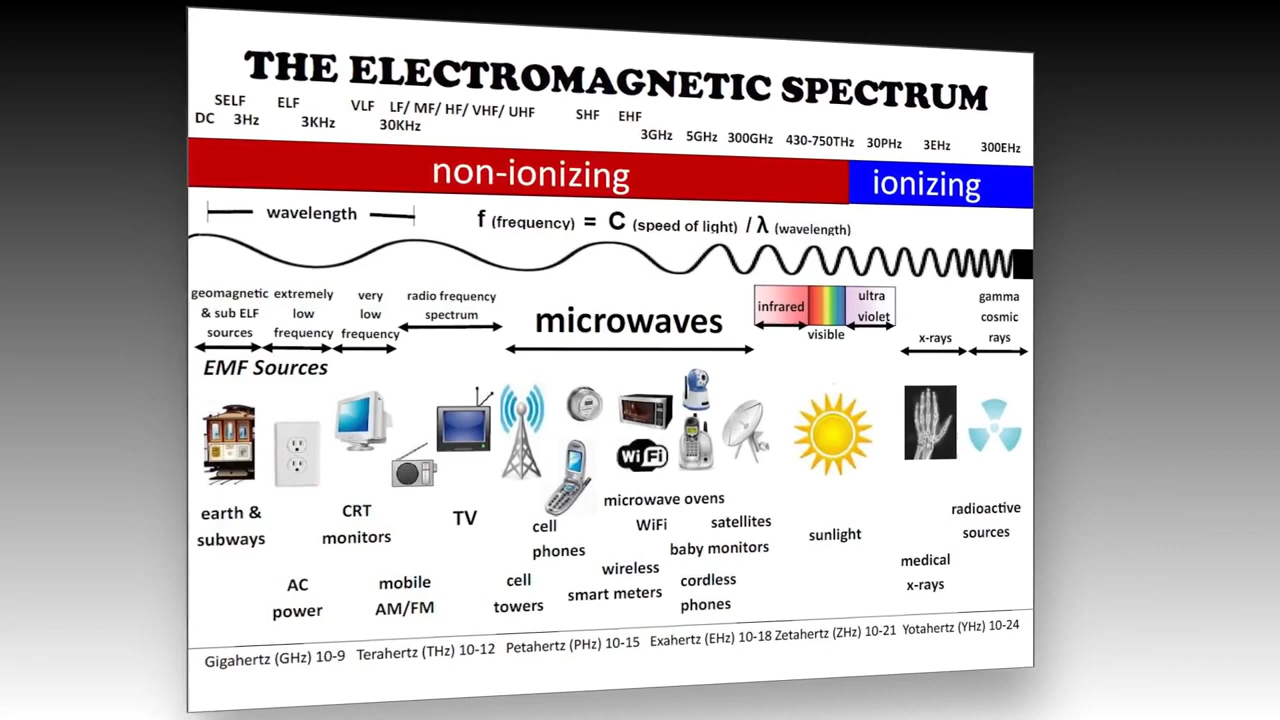 THE ELECTROMAGNETIC SPECTRUM
SELF ELF VLF LF/ MF/ HF/ VHF/ UHF SHF EHF
DC 3Hz 3KHz 30KHz 3GHz 5GHz 300GHz 430-750THz 30PHz 3EHz 300EHz
non-ionizing ionizing
wavelength f (frequency) = C (speed of light) / λ (wavelength)
geomagnetic
& sub ELF
sources
extremely
low
frequency
very
low
frequency
radio frequency
spectrum
microwaves
infrared
visible
ultra
violet
x-rays
gamma
cosmic
rays
EMF Sources
WiFi
earth &
subways
AC
power
CRT
monitors
mobile
AM/FM
TV
cell
phones
cell
towers
microwave ovens
WiFi
satellites
baby monitors
wireless
smart meters
cordless
phones
sunlight
medical
x-rays
radioactive
sources
Gigahertz (GHz) 10-9 Terahertz (THz) 10-12 Petahertz (PHz) 10-15 Exahertz (EHz) 10-18 Zetahertz (ZHz) 10-21 Yotahertz (YHz) 10-24